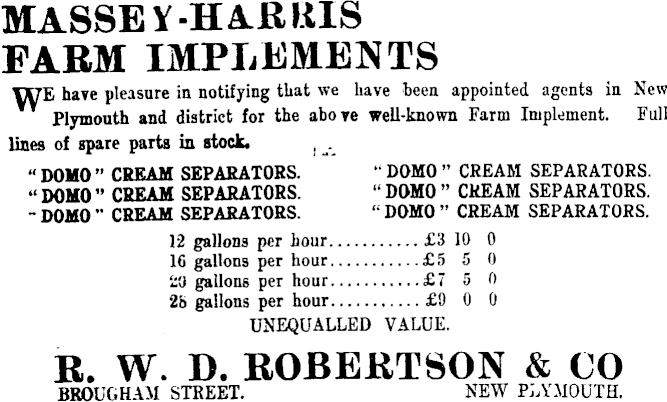 MASSEY-HARRIS
FARM IMPLEMENTS
WE have pleasure in notifying that we have been appointed agents in New
Plymouth and district for the above well-known Farm Implement. Full
lines of spare parts in stock.
"DOMO" CREAM SEPARATORS. "DOMO" CREAM SEPARATORS.
"DOMO" CREAM SEPARATORS. "DOMO" CREAM SEPARATORS.
"DOMO" CREAM SEPARATORS. "DOMO" CREAM SEPARATORS.
12 gallons per hour........... £3 10 0
16 gallons per hour........... £5 5 0
gallons per hour........... £7 5 0
gallons per hour........... £9 0 0
UNEQUALLED VALUE.
R. W. D. ROBERTSON & CO
BROUGHAM STREET. NEW PLYMOUTH.